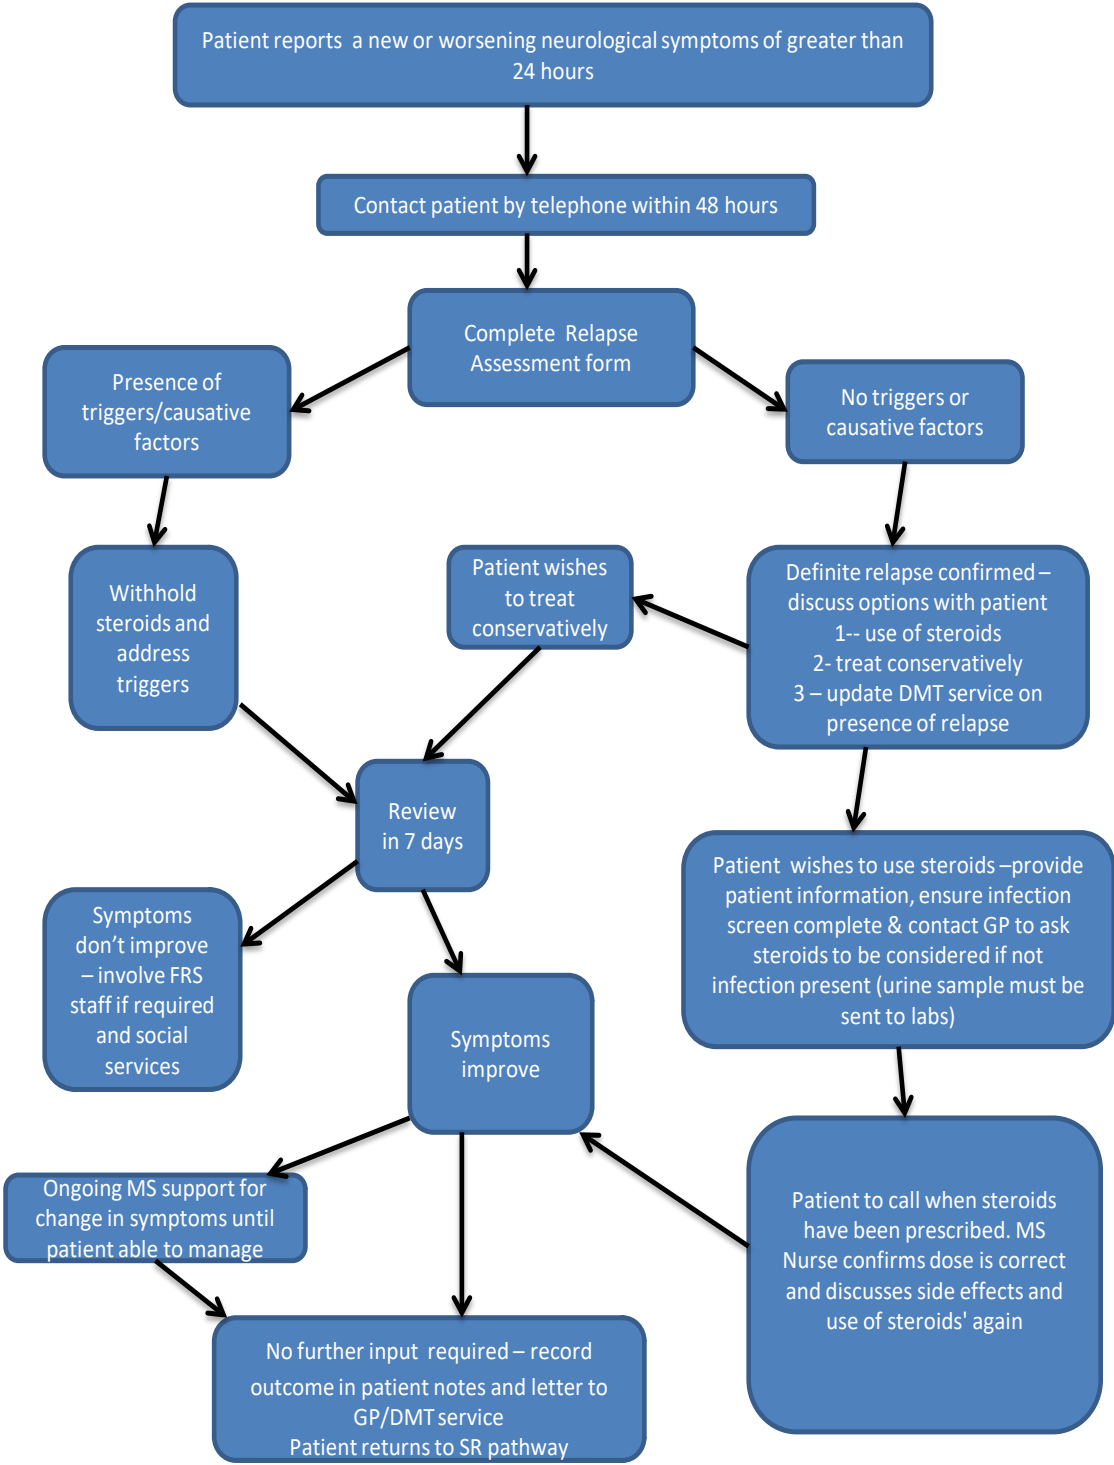 Patient reports  a new or worsening neurological symptoms of greater than
24 hours
Contact patient by telephone within 48 hours
Complete  Relapse
Assessment form
Presence of
triggers/causative
factors
No triggers or
causative factors
Withhold
steroids and
address
triggers
Patient wishes
to treat
conservatively
Definite relapse confirmed –
discuss options with patient
1-- use of steroids
2- treat conservatively
3 – update DMT service on
presence of relapse
Review
in 7 days
Patient  wishes to use steroids –provide
patient information, ensure infection
screen complete & contact GP to ask
steroids to be considered if not
infection present (urine sample must be
sent to labs)
Symptoms
don’t improve
– involve FRS
staff if required
and social
services
Symptoms
improve
Ongoing MS support for
change in symptoms until
patient able to manage
Patient to call when steroids
have been prescribed. MS
Nurse confirms dose is correct
and discusses side effects and
use of steroids' again
No further input  required – record
outcome in patient notes and letter to
GP/DMT service
Patient returns to SR pathway